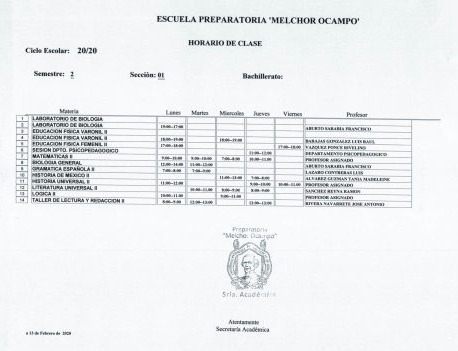 ESCUELA PREPARATORIA 'MELCHOR OCAMPO'
HORARIO DE CLASE
Ciclo Escolar: 20/20
Semestre: 2 Sección: 01 Bachillerato:
Materia Lunes Martes Miercoles Jueves Viernes Profesor
1 LABORATORIO DE BIOLOGIA
2 LABORATORIO DE BIOLOGIA 15:00--17:00 ABURTO SARABIA FRANCISCO
3 EDUCACION FISICA VARONIL II
4 EDUCACION FISICA VARONIL II 18:00--19:00 18:00--19:00 BARAJAS GONZALEZ LUIS RAUL
5 EDUCACION FISICA FEMENIL II 17:00--18:00 17:00--18:00 VAZQUEZ PONCE HIVELINO
6 SESION DPTO. PSICOPEDAGOGICO 11:00--12:00 DEPARTAMENTO PSICOPEDAGOGICO
7 MATEMATICAS II 9:00--10:00 9:00--10:00 7:00--8:00 10:00--11:00 PROFESOR ASIGNADO
8 BIOLOGIA GENERAL 12:00--14:00 11:00--12:00 ABURTO SARABIA FRANCISCO
9 GRAMATICA ESPAÑOLA II 7:00--8:00 7:00--9:00 LAZARO CONTRERAS LUIS
10 HISTORIA DE MEXICO II 11:00--13:00 7:00--8:00 ALVAREZ GUZMAN TANIA MADELEINE
11 HISTORIA UNIVERSAL II 11:00--12:00 9:00--10:00 10:00--11:00 PROFESOR ASIGNADO
12 LITERATURA UNIVERSAL II 10:00--11:00 8:00--9:00 8:00--9:00 SANCHEZ REYNA RAMON
13 LOGICA II 10:00--11:00 9:00--11:00 PROFESOR ASIGNADO
14 TALLER DE LECTURA Y REDACCION II 8:00--9:00 12:00--13:00 12:00--13:00 RIVERA NAVARRETE JOSE ANTONIO
Preparatoria
"Melchor Ocampo"
Sria. Académica
Atentamente
Secretaría Académica
a 13 de Febrero de 2020